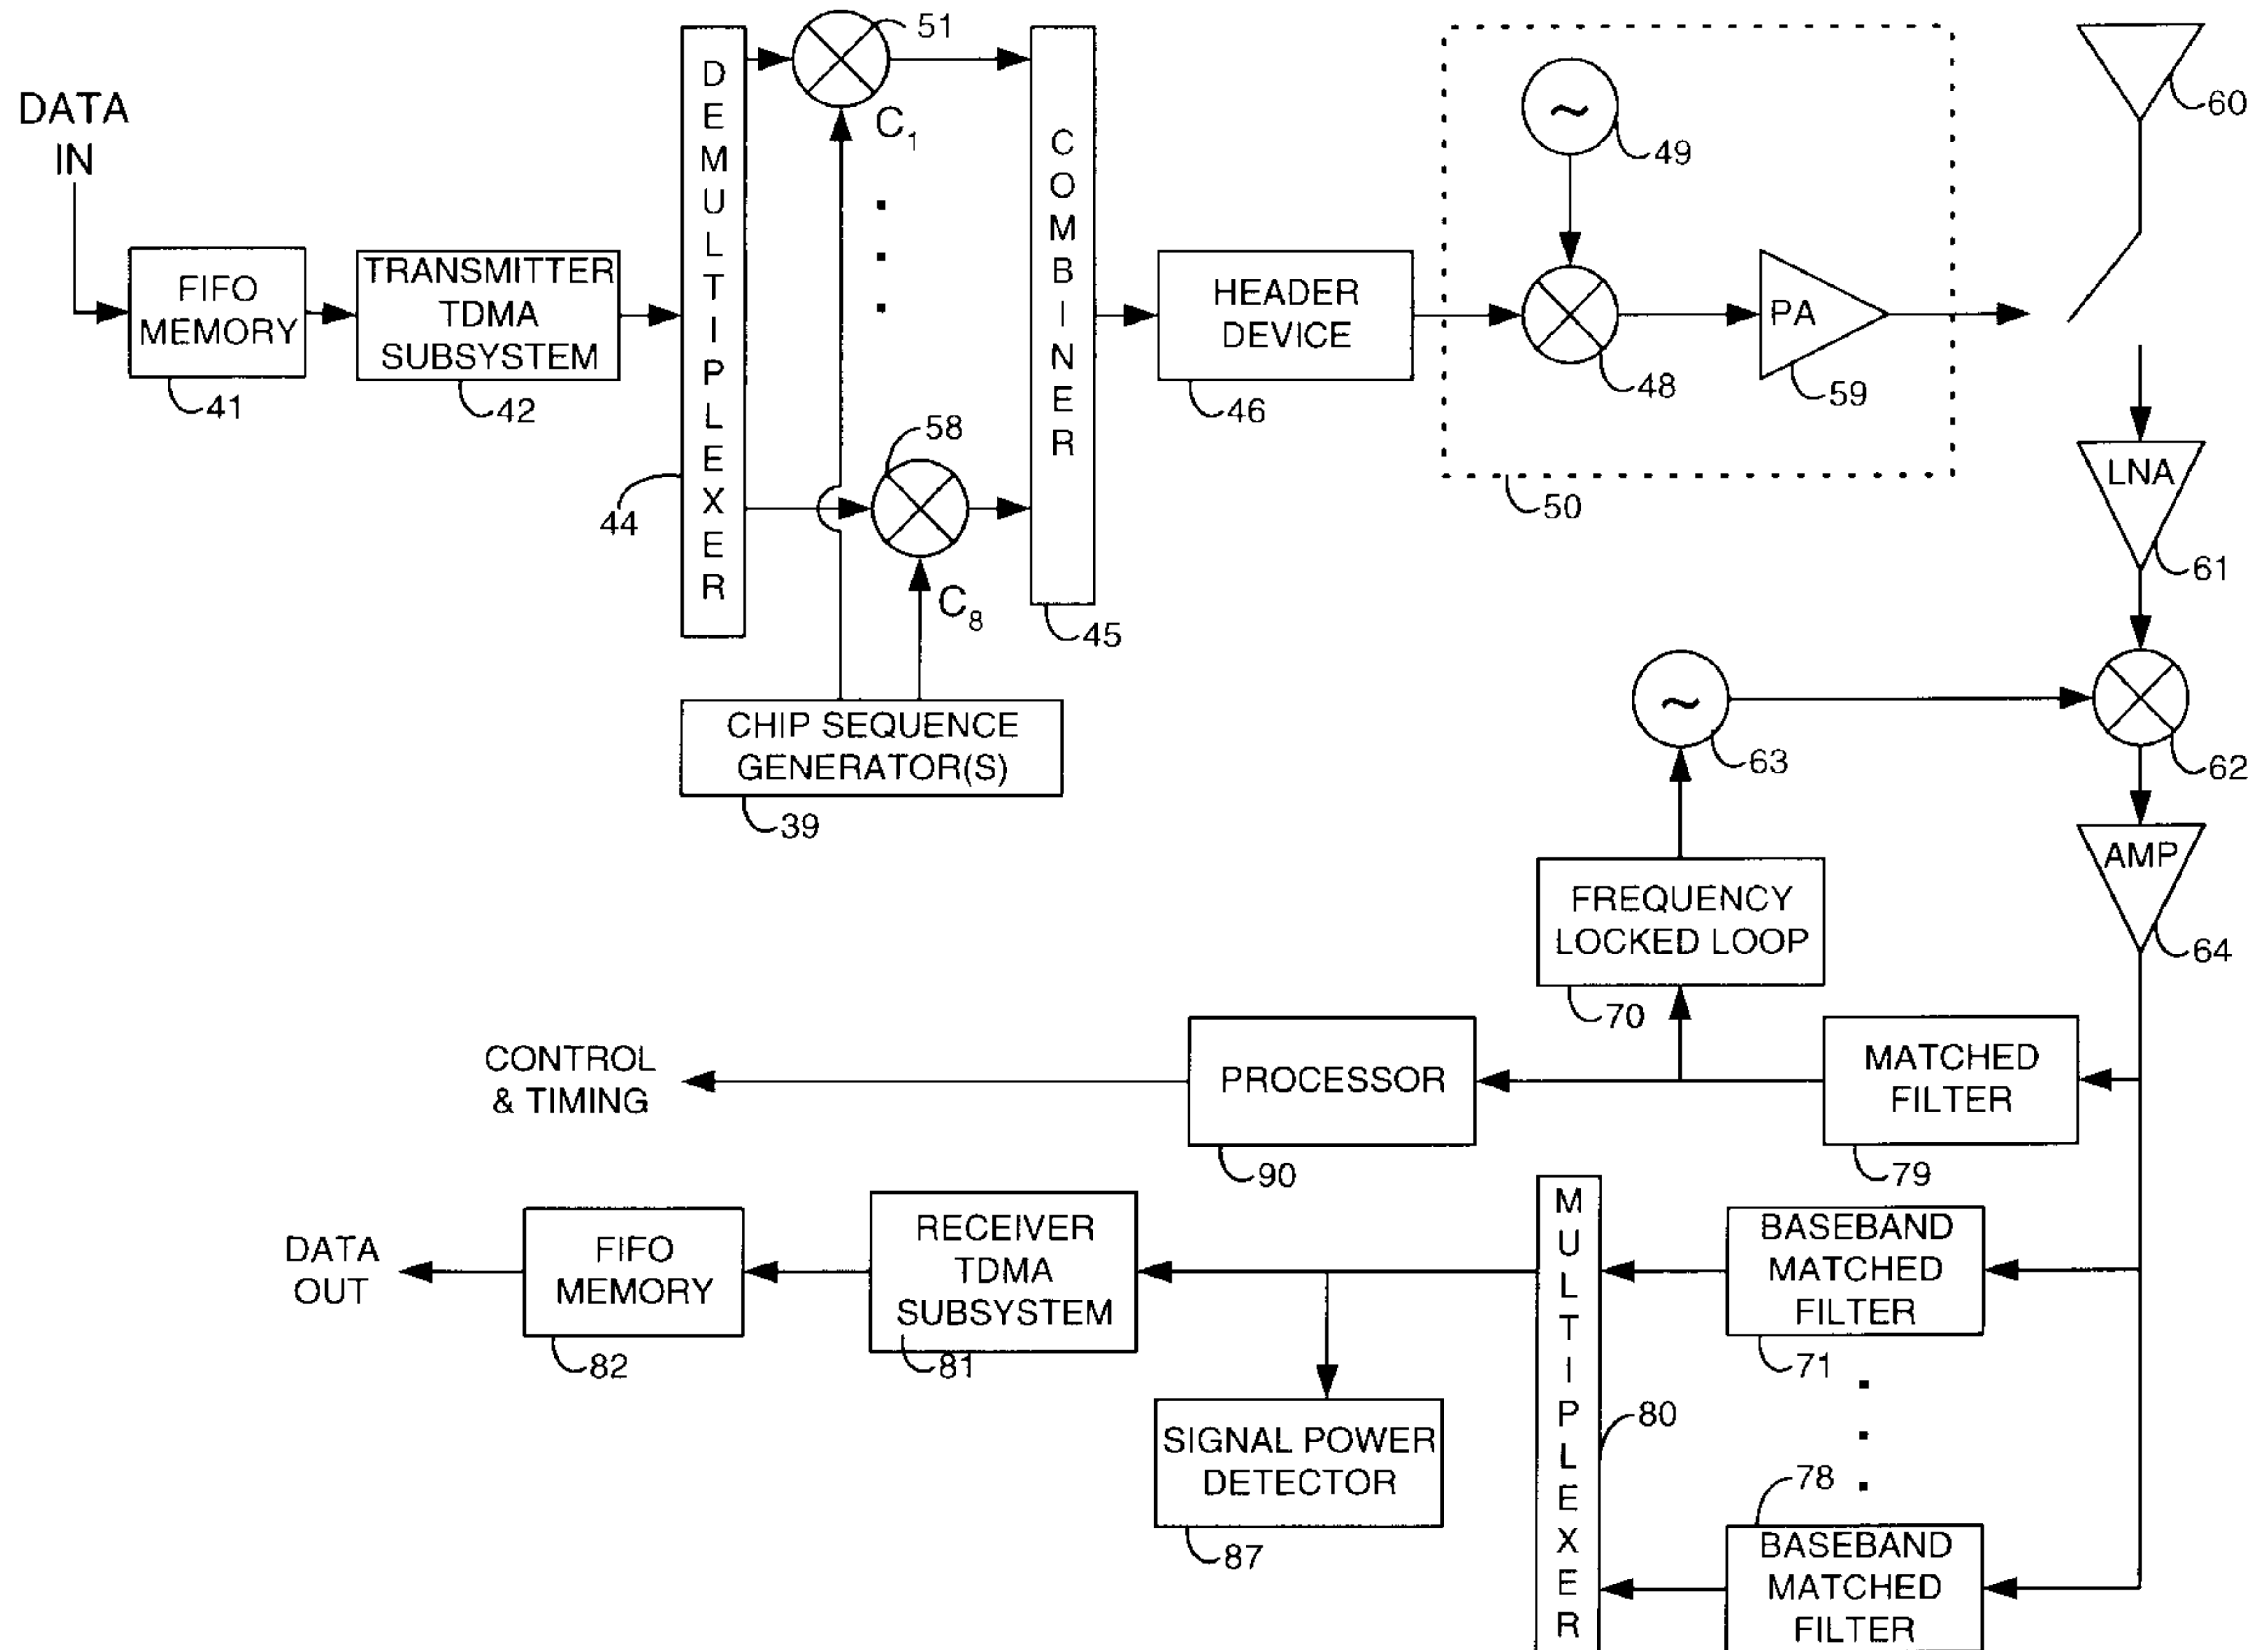 DATA
IN
FIFO
MEMORY
41
TRANSMITTER
TDMA
SUBSYSTEM
42
DEMULTIPLEXER
44
51
C1
58
C8
CHIP SEQUENCE
GENERATOR(S)
39
COMBINER
45
HEADER
DEVICE
46
~
49
48
PA
59
50
60
LNA
61
62
~
63
AMP
64
FREQUENCY
LOCKED LOOP
70
MATCHED
FILTER
79
PROCESSOR
90
CONTROL
& TIMING
BASEBAND
MATCHED
FILTER
71
78
BASEBAND
MATCHED
FILTER
MULTIPLEXER
80
SIGNAL POWER
DETECTOR
87
RECEIVER
TDMA
SUBSYSTEM
81
FIFO
MEMORY
82
DATA
OUT